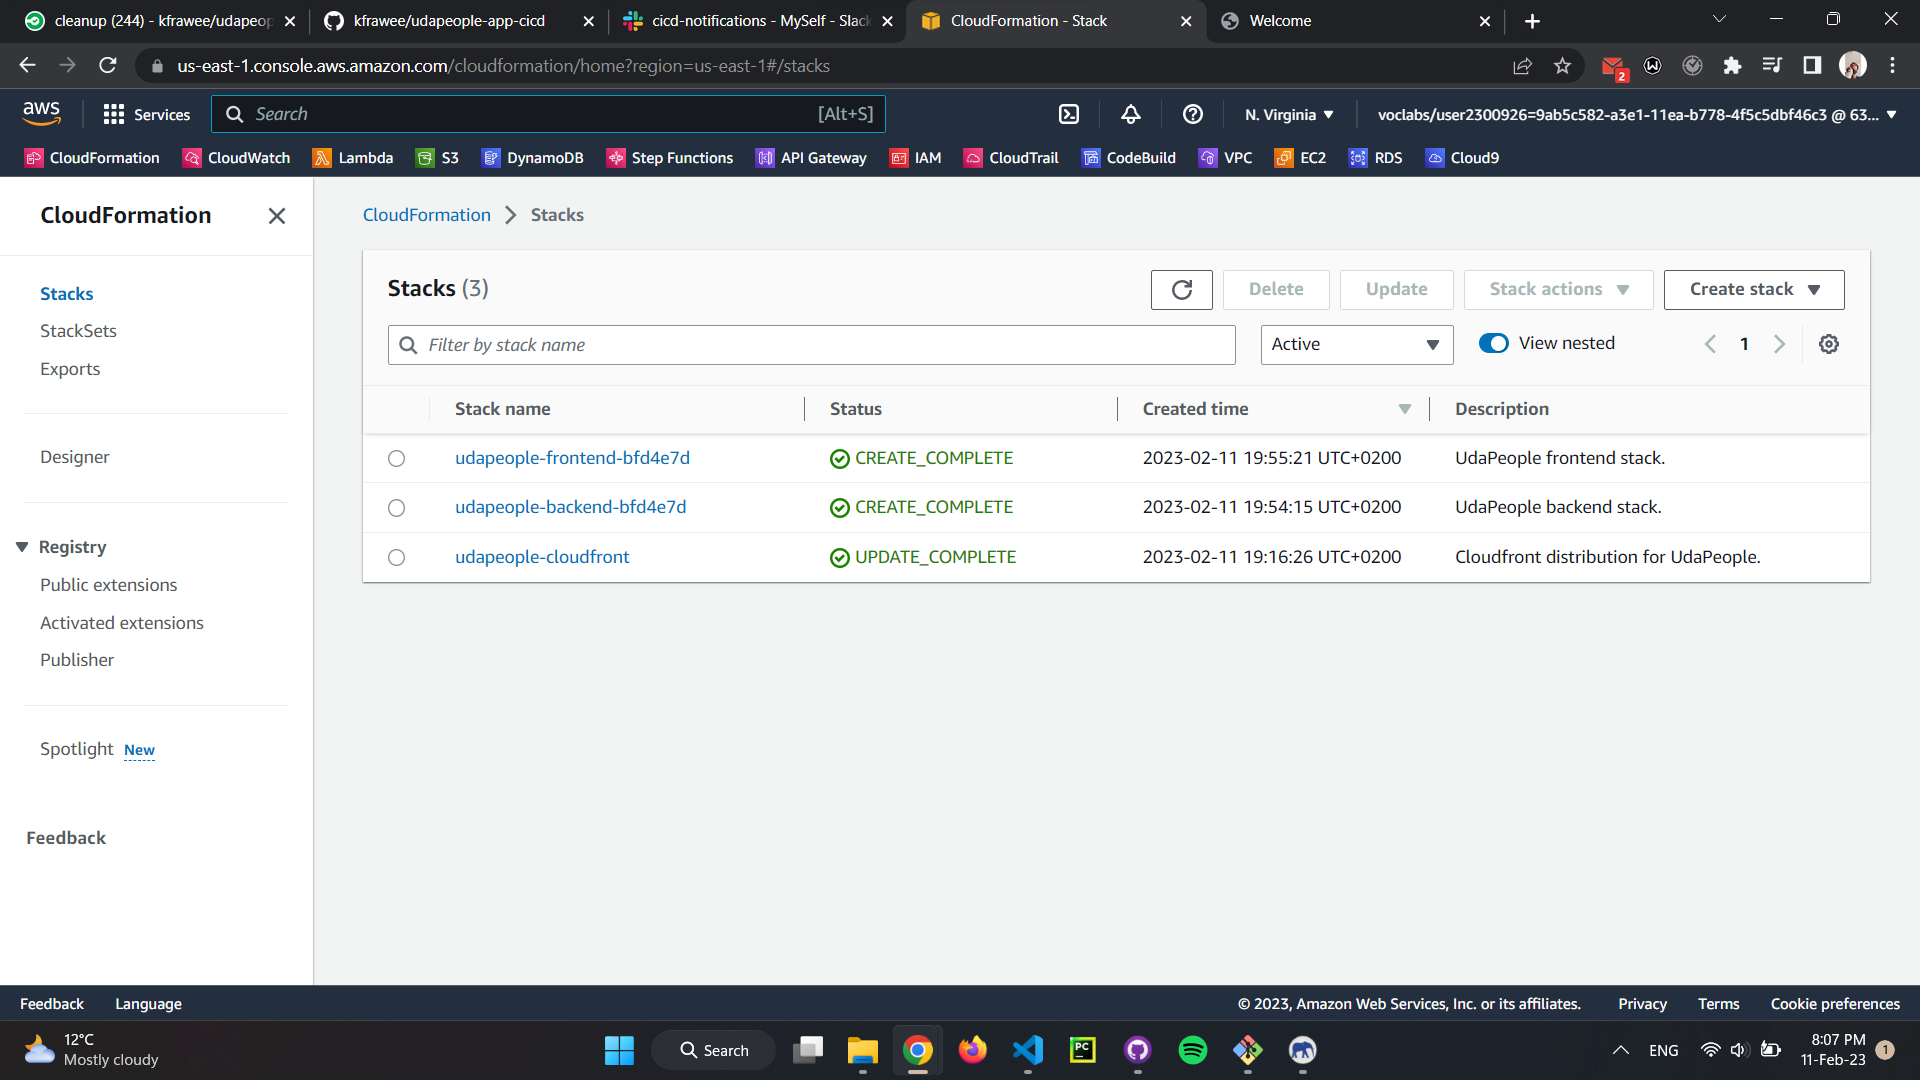 cleanup (244) - kfrawee/udapeop
kfrawee/udapeople-app-cicd
cicd-notifications - MySelf - Slack
CloudFormation - Stack
Welcome
us-east-1.console.aws.amazon.com/cloudformation/home?region=us-east-1#/stacks
2
aws
Services
Search
[Alt+S]
N. Virginia
voclabs/user2300926=9ab5c582-a3e1-11ea-b778-4f5c5dbf46c3 @ 63...
CloudFormation
CloudWatch
Lambda
S3
DynamoDB
Step Functions
API Gateway
IAM
CloudTrail
CodeBuild
VPC
EC2
RDS
Cloud9
CloudFormation
Stacks
StackSets
Exports
Designer
Registry
Public extensions
Activated extensions
Publisher
Spotlight New
Feedback
CloudFormation > Stacks
Stacks (3)
Delete
Update
Stack actions
Create stack
Filter by stack name
Active
View nested
1
Stack name Status Created time Description
udapeople-frontend-bfd4e7d CREATE_COMPLETE 2023-02-11 19:55:21 UTC+0200 UdaPeople frontend stack.
udapeople-backend-bfd4e7d CREATE_COMPLETE 2023-02-11 19:54:15 UTC+0200 UdaPeople backend stack.
udapeople-cloudfront UPDATE_COMPLETE 2023-02-11 19:16:26 UTC+0200 Cloudfront distribution for UdaPeople.
Feedback
Language
© 2023, Amazon Web Services, Inc. or its affiliates.
Privacy
Terms
Cookie preferences
12°C
Mostly cloudy
Search
PC
ENG
8:07 PM
11-Feb-23
1